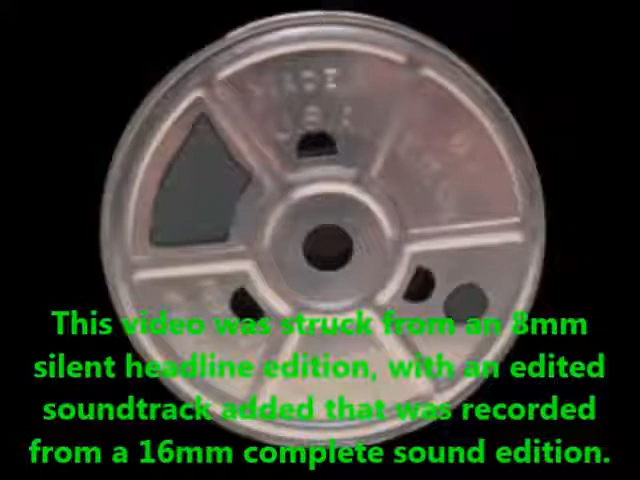 MADE
U S A
This video was struck from an 8mm
silent headline edition, with an edited
soundtrack added that was recorded
from a 16mm complete sound edition.